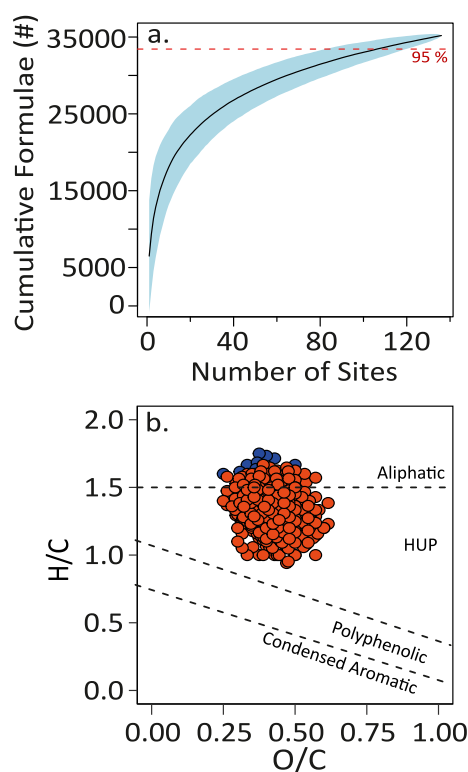 Cumulative Formulae (#)
35000
25000
15000
5000
0
a.
95 %
0 40 80 120
Number of Sites
H/C
2.0
1.5
1.0
0.5
0.0
b.
Aliphatic
HUP
Polyphenolic
Condensed Aromatic
0.00 0.25 0.50 0.75 1.00
O/C